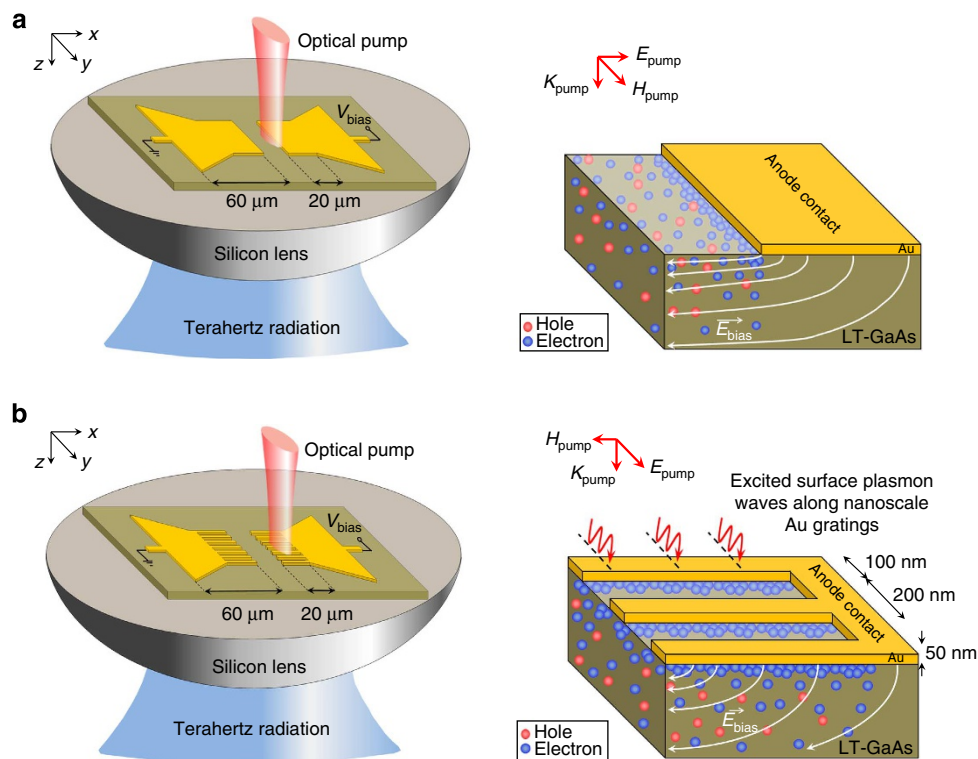 a
x
z
y
Optical pump
V bias
60 μm
20 μm
Silicon lens
Terahertz radiation
E pump
K pump
H pump
Anode contact
Au
E bias
LT-GaAs
Hole
Electron
b
x
z
y
Optical pump
V bias
60 μm
20 μm
Silicon lens
Terahertz radiation
H pump
K pump
E pump
Excited surface plasmon
waves along nanoscale
Au gratings
100 nm
200 nm
Anode contact
50 nm
Au
E bias
LT-GaAs
Hole
Electron